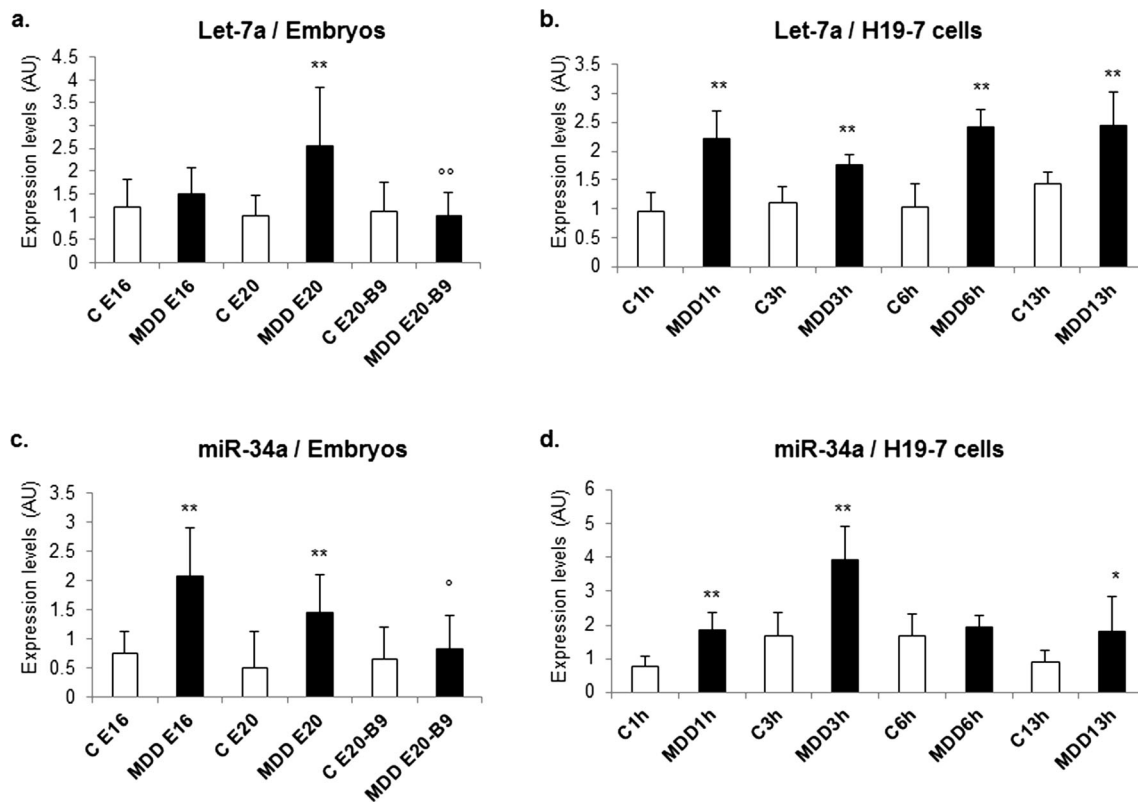 a.
Let-7a / Embryos
Expression levels (AU)
4.5
4
3.5
3
2.5
2
1.5
1
0.5
0
**
°°
C E16
MDD E16
C E20
MDD E20
C E20-B9
MDD E20-B9
b.
Let-7a / H19-7 cells
Expression levels (AU)
3.5
3
2.5
2
1.5
1
0.5
0
**
**
**
**
C1h
MDD1h
C3h
MDD3h
C6h
MDD6h
C13h
MDD13h
c.
miR-34a / Embryos
Expression levels (AU)
3.5
3
2.5
2
1.5
1
0.5
0
**
**
°
C E16
MDD E16
C E20
MDD E20
C E20-B9
MDD E20-B9
d.
miR-34a / H19-7 cells
Expression levels (AU)
6
5
4
3
2
1
0
**
**
*
C1h
MDD1h
C3h
MDD3h
C6h
MDD6h
C13h
MDD13h